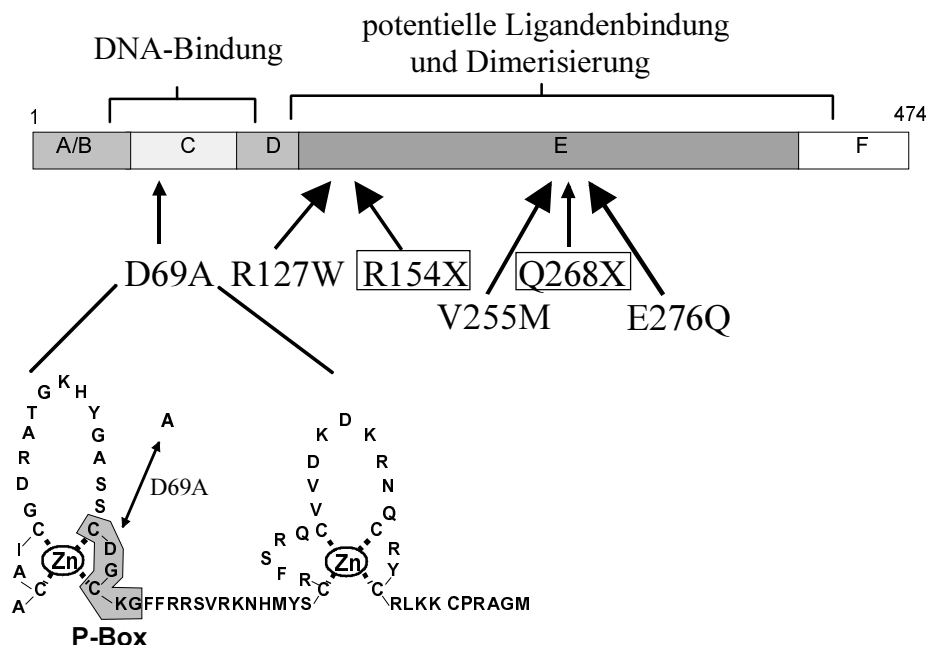 DNA-Bindung
potentielle Ligandenbindung
und Dimerisierung
1
474
A/B C D E F
D69A R127W R154X Q268X
V255M E276Q
A
D69A
A C A A I C G D R A T G K H Y G A S S C D G C KGFFRRSVRKNHMYS C R F S R Q C V V D K D K R N Q C R Y C RLKK CPRAGM
Zn Zn
P-Box